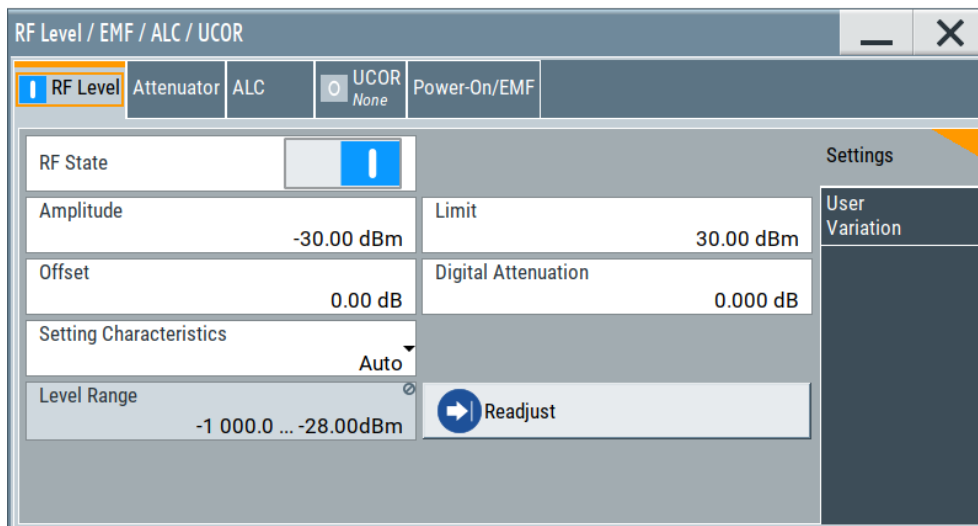 RF Level / EMF / ALC / UCOR
RF Level
Attenuator
ALC
UCOR
None
Power-On/EMF
RF State
Settings
Amplitude
-30.00 dBm
Limit
30.00 dBm
User
Variation
Offset
0.00 dB
Digital Attenuation
0.000 dB
Setting Characteristics
Auto
Level Range
-1 000.0 ... -28.00dBm
Readjust